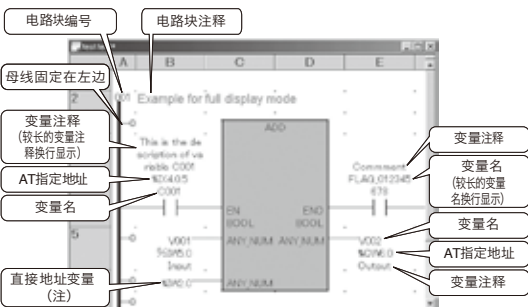 电路块编号
电路块注释
A B C D E
母线固定在左边
2
001 Example for full display mode
变量注释
(较长的变量注
释换行显示)
This is the de
scription of va
riable C001
AT指定地址
%IX4.0.5
变量名
C001
ADD
EN ENO
BOOL BOOL
Comment
FLAG_012345
678
变量注释
变量名
(较长的变量
名换行显示)
5
V001 ANY_NUM ANY_NUM V002
变量名
AT指定地址
Input
Output
变量注释
直接地址变量
(注)
ANY_NUM